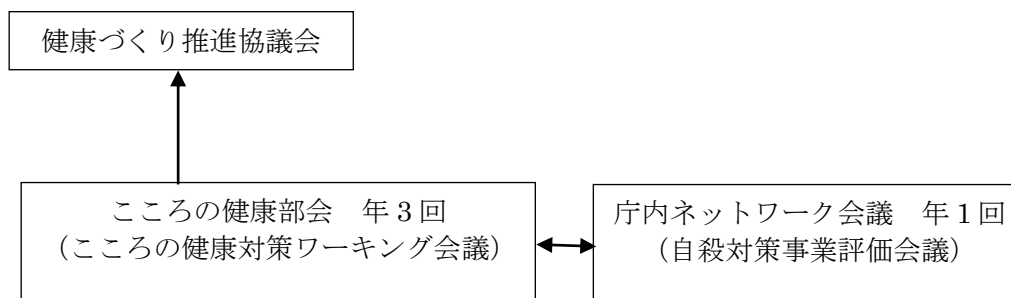 健康づくり推進協議会
こころの健康部会　年３回
（こころの健康対策ワーキング会議）
庁内ネットワーク会議　年１回
（自殺対策事業評価会議）